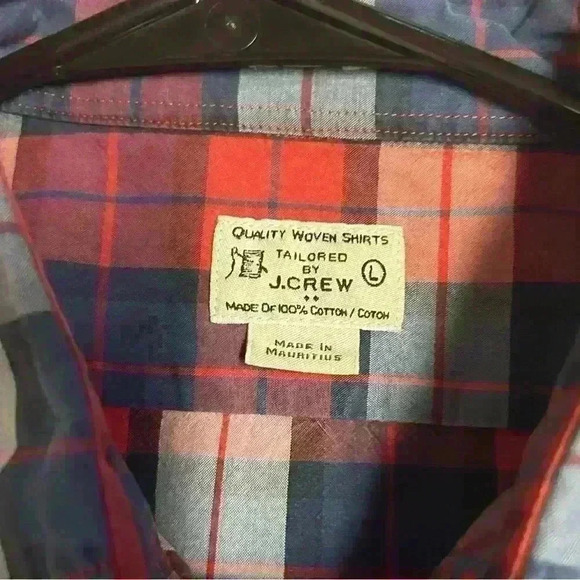 QUALITY WOVEN SHIRTS
TAILORED
BY
J.CREW
L
MADE OF 100% COTTON / COTON
MADE IN
MAURITIUS